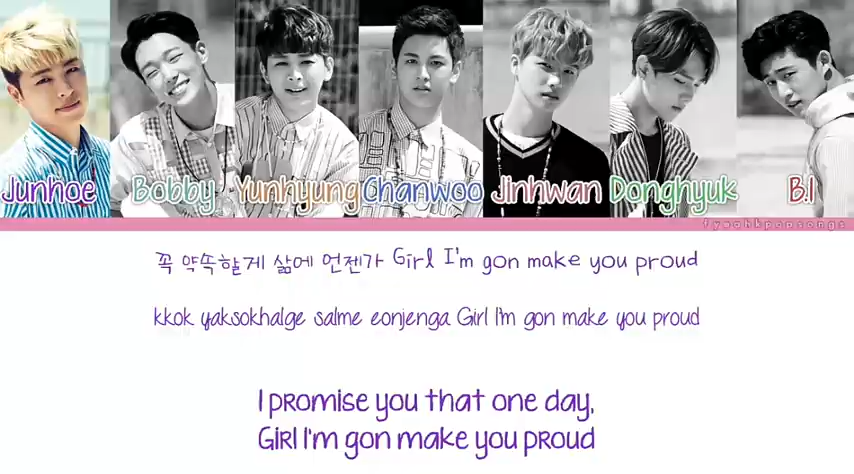 Junhoe Bobby Yunhyung Chanwoo Jinhwan Donghyuk B.I
fyeahkpopsongs
꼭 약속할게 삶에 언젠가 Girl I'm gon make you proud
kkok yaksokhalge salme eonjenga Girl I'm gon make you proud
I promise you that one day,
Girl I'm gon make you proud